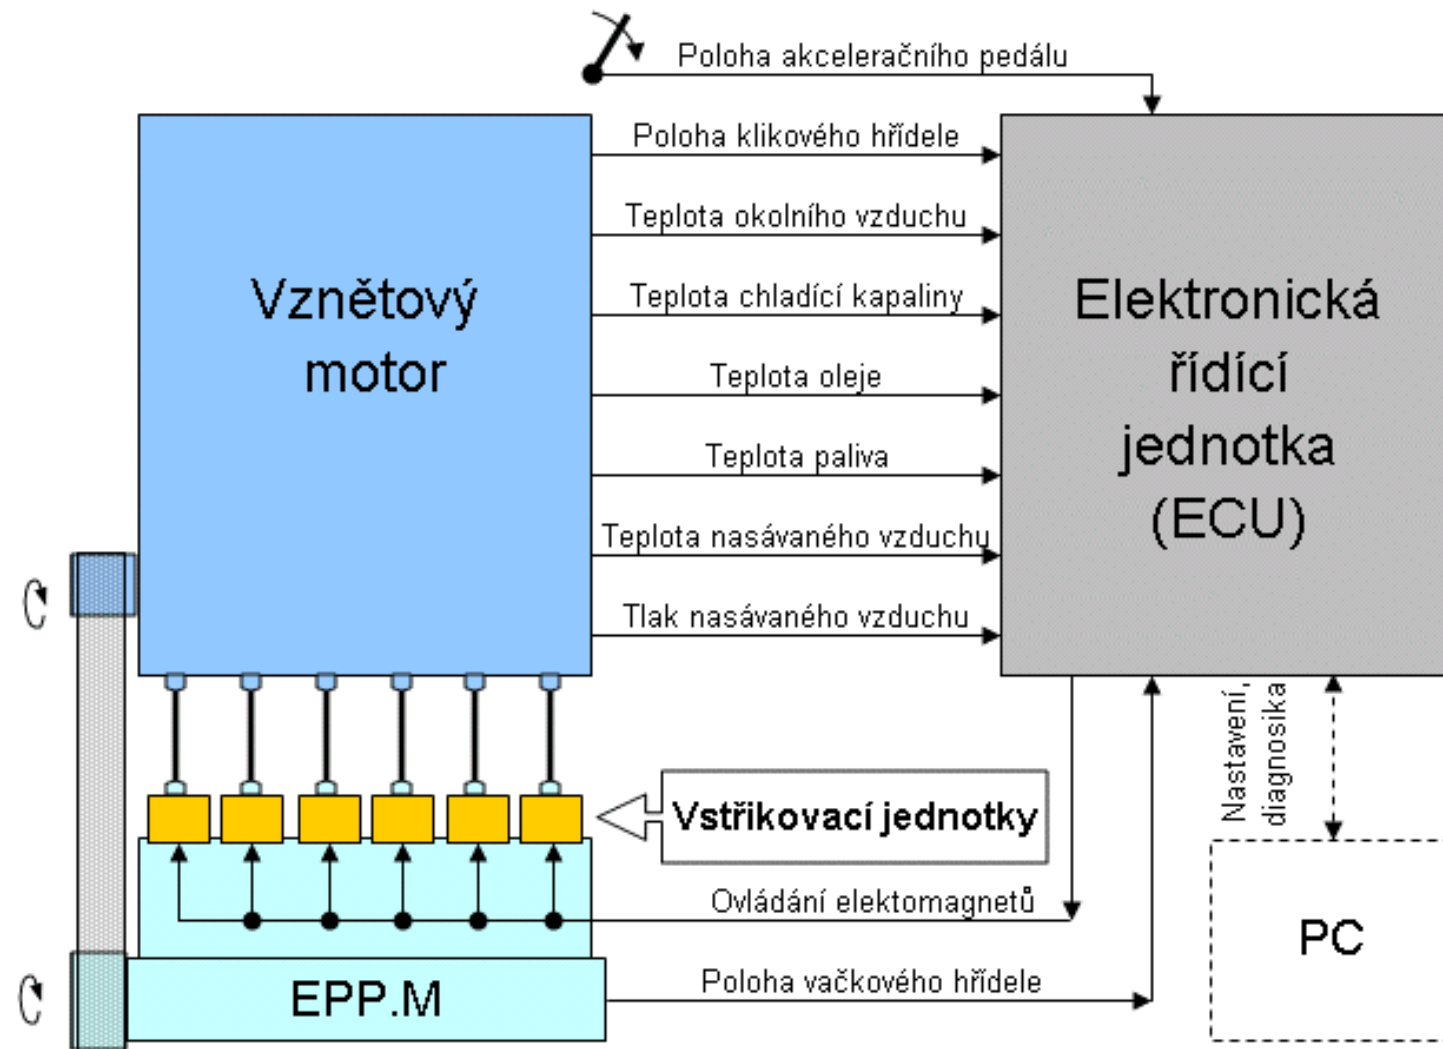 Poloha akceleračního pedálu
Poloha klikového hřídele
Teplota okolního vzduchu
Vznětový
motor
Teplota chladící kapaliny
Elektronická
řídící
jednotka
(ECU)
Teplota oleje
Teplota paliva
Teplota nasávaného vzduchu
Tlak nasávaného vzduchu
Nastavení,
diagnosika
Vstřikovací jednotky
Ovládání elektomagnetů
PC
EPP.M
Poloha vačkového hřídele